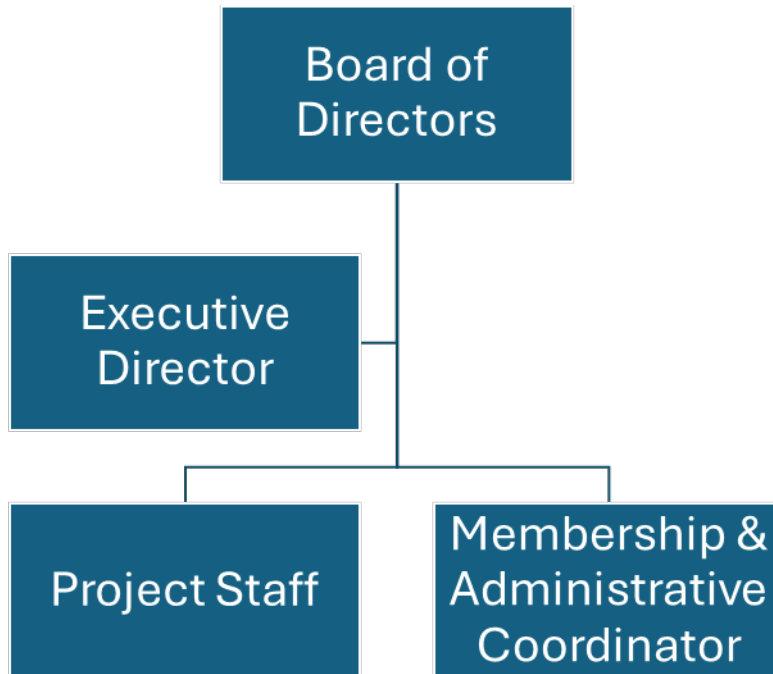 Board of
Directors
Executive
Director
Project Staff
Membership &
Administrative
Coordinator